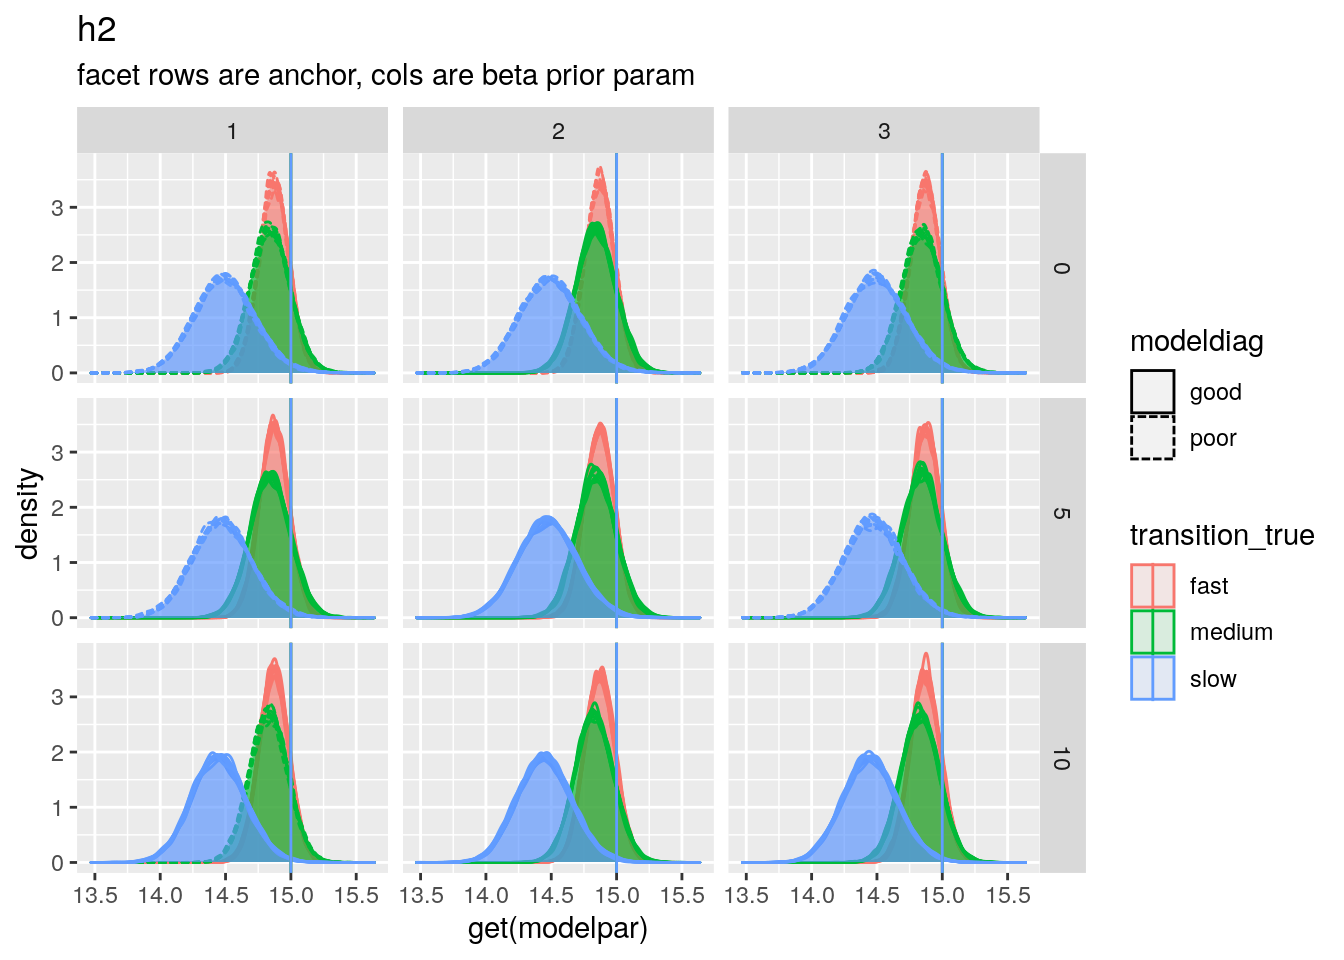 h2
facet rows are anchor, cols are beta prior param
1 2 3
0
5
10
3
2
1
0
3
2
1
0
3
2
1
0
density
13.5 14.0 14.5 15.0 15.5 13.5 14.0 14.5 15.0 15.5 13.5 14.0 14.5 15.0 15.5
get(modelpar)
modeldiag
good
poor
transition_true
fast
medium
slow